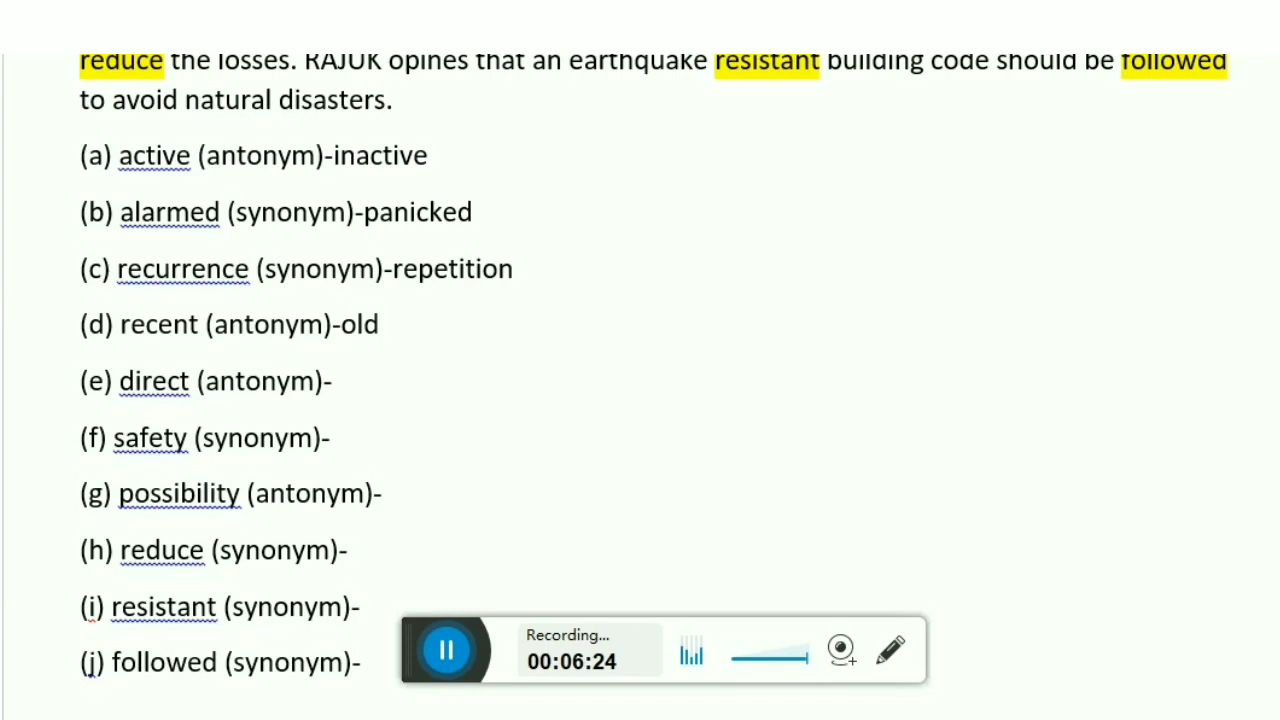 reduce the losses. RAJUK opines that an earthquake resistant building code should be followed
to avoid natural disasters.
(a) active (antonym)-inactive
(b) alarmed (synonym)-panicked
(c) recurrence (synonym)-repetition
(d) recent (antonym)-old
(e) direct (antonym)-
(f) safety (synonym)-
(g) possibility (antonym)-
(h) reduce (synonym)-
(i) resistant (synonym)-
(j) followed (synonym)-
Recording...
00:06:24